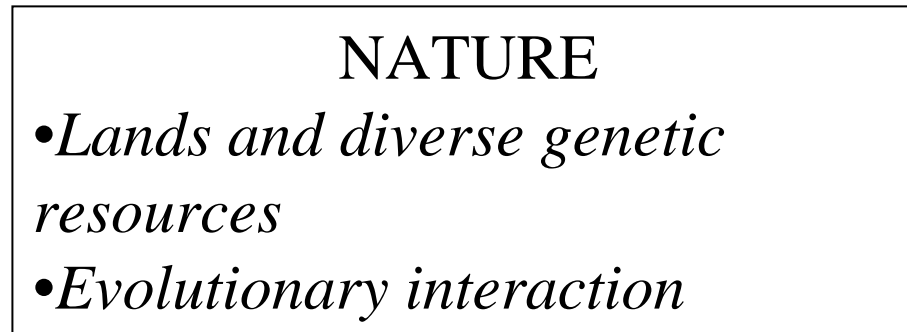 NATURE
•Lands and diverse genetic
resources
•Evolutionary interaction